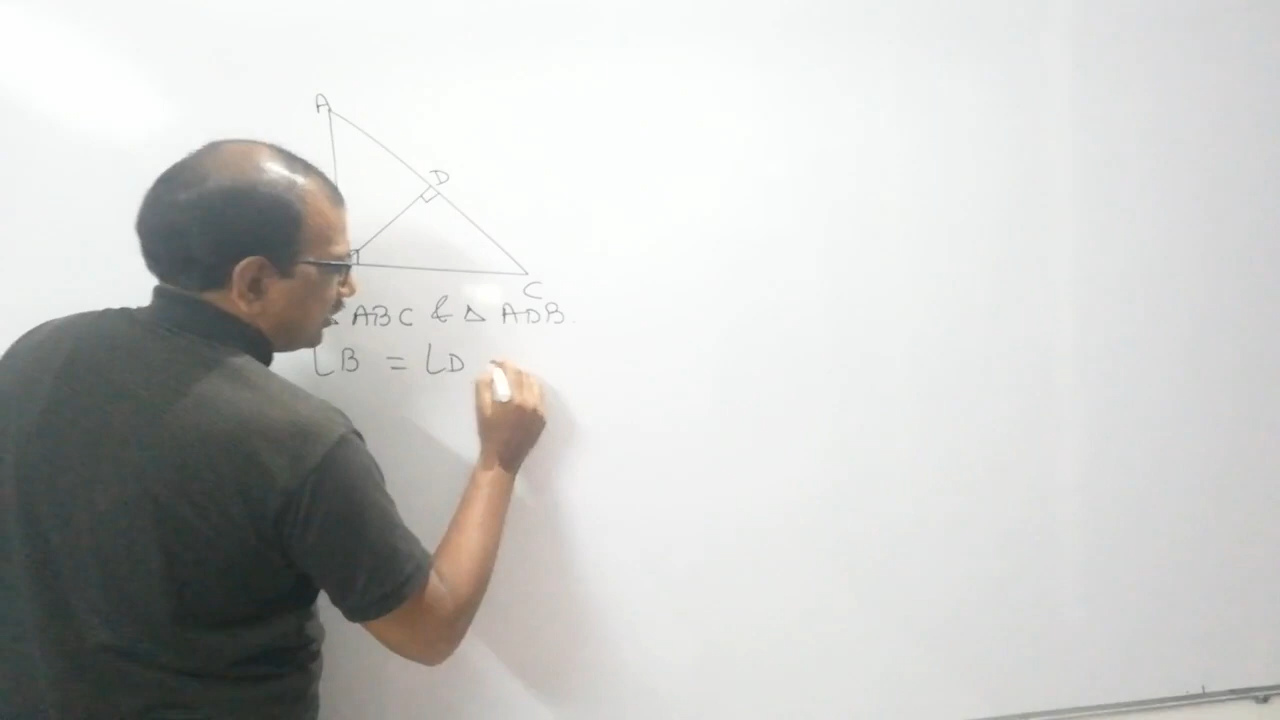 A
D
C
△ ABC & △ ADB.
∟B = ∟D